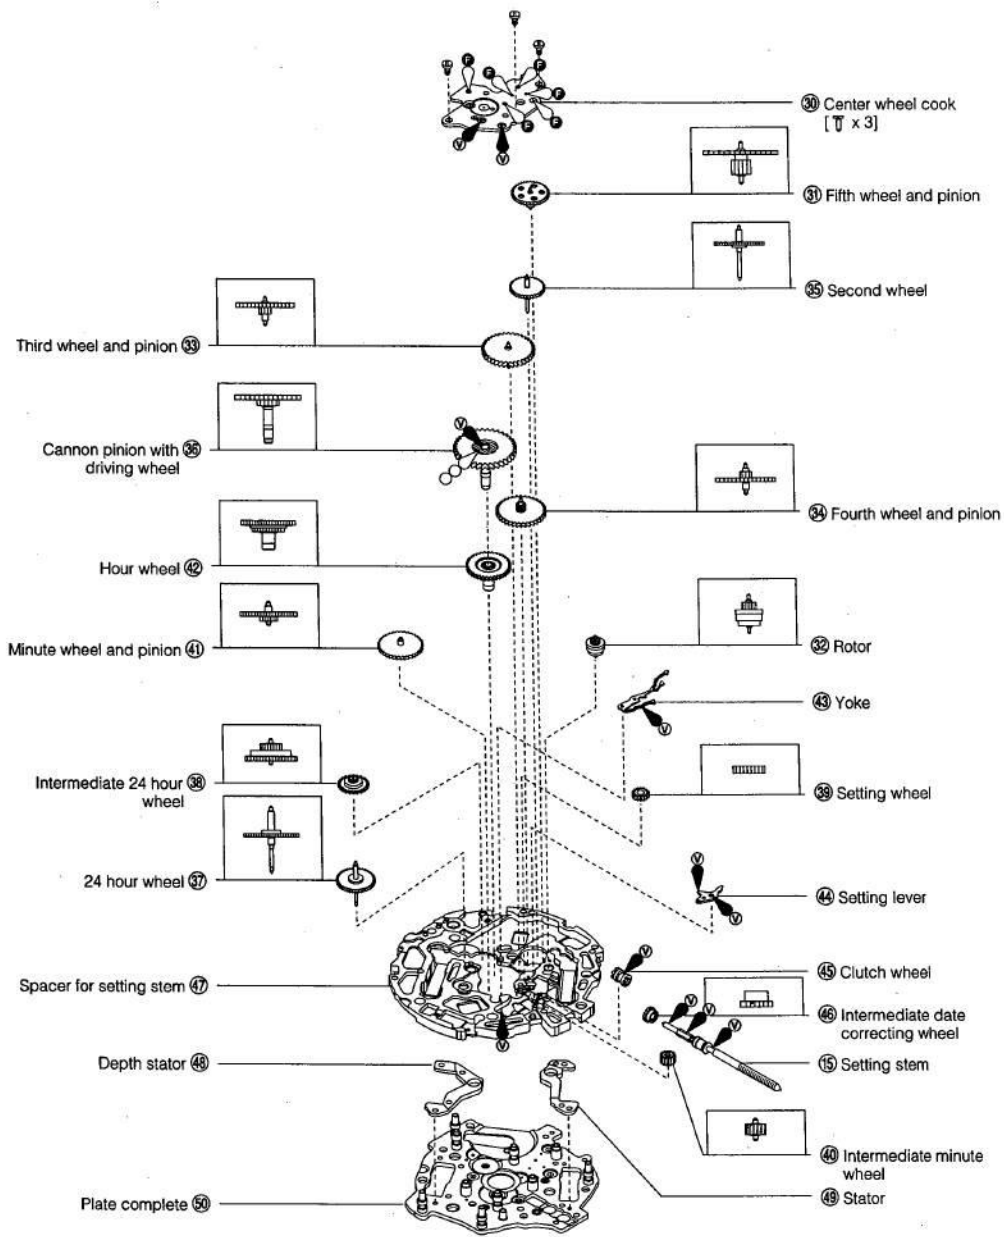 F
F
F
F
F
F
F
V
V
㉚ Center wheel cook
[ x 3]
㉛ Fifth wheel and pinion
㉟ Second wheel
Third wheel and pinion ㉝
V
Cannon pinion with ㊱
driving wheel
㉞ Fourth wheel and pinion
Hour wheel ㊷
Minute wheel and pinion ㊶
㉜ Rotor
㊸ Yoke
V
Intermediate 24 hour ㊳
wheel
㊴ Setting wheel
24 hour wheel ㊲
V
V
㊹ Setting lever
V
㊺ Clutch wheel
Spacer for setting stem ㊼
V
V
V
V
㊻ Intermediate date
correcting wheel
Depth stator ㊽
⑮ Setting stem
㊵ Intermediate minute
wheel
㊾ Stator
Plate complete ㊿